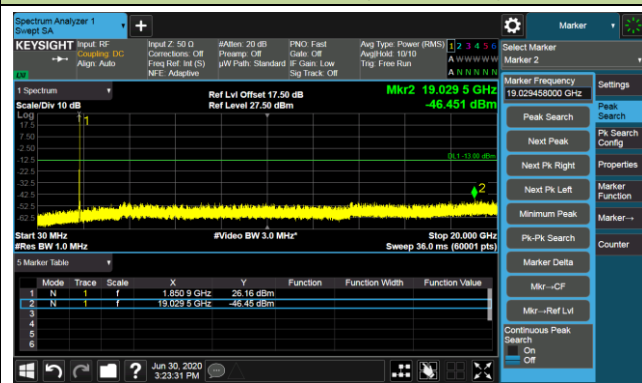 Spectrum Analyzer 1
Swept SA
+
Marker
KEYSIGHT
Input: RF
Coupling: DC
Align: Auto
Input Z: 50 Ω
Corrections: Off
Freq Ref: Int (S)
NFE: Adaptive
#Atten: 20 dB
Preamp: Off
µW Path: Standard
PNO: Fast
Gate: Off
IF Gain: Low
Sig Track: Off
Avg Type: Power (RMS)
Avg|Hold: 10/10
Trig: Free Run
1 2 3 4 5 6
A W W W W W
A N N N N N
Select Marker
Marker 2
LXI
1 Spectrum
Scale/Div 10 dB
Log
Ref Lvl Offset 17.50 dB
Ref Level 27.50 dBm
Mkr2 19.029 5 GHz
-46.451 dBm
17.5
7.50
-2.50
-12.5
-22.5
-32.5
-42.5
-52.5
-62.5
1
DL1 -13.00 dBm
2
Start 30 MHz
#Res BW 1.0 MHz
#Video BW 3.0 MHz*
Stop 20.000 GHz
Sweep 36.0 ms (60001 pts)
5 Marker Table
Mode Trace Scale X Y Function Function Width Function Value
1 N 1 f 1.850 9 GHz 26.16 dBm
2 N 1 f 19.029 5 GHz -46.45 dBm
3
4
5
6
Marker Frequency
19.029458000 GHz
Peak Search
Next Peak
Next Pk Right
Next Pk Left
Minimum Peak
Pk-Pk Search
Marker Delta
Mkr→CF
Mkr→Ref Lvl
Continuous Peak
Search
On
Off
Settings
Peak
Search
Pk Search
Config
Properties
Marker
Function
Marker→
Counter
?
Jun 30, 2020
3:23:31 PM